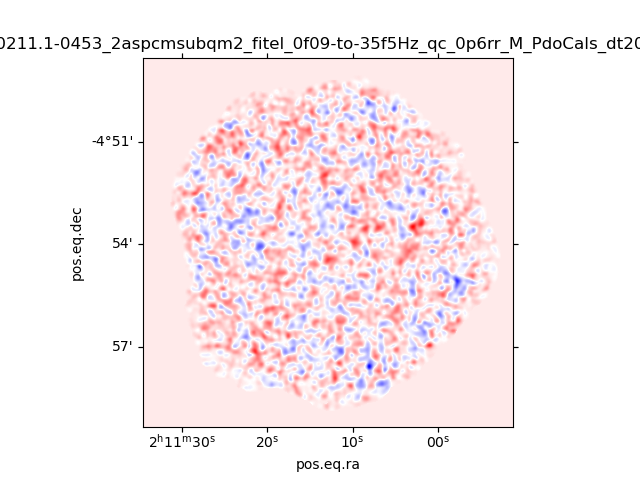 0211.1-0453_2aspcmsubqm2_fitel_0f09-to-35f5Hz_qc_0p6rr_M_PdoCals_dt20
-4°51'
54'
57'
pos.eq.dec
2ʰ11ᵐ30ˢ 20ˢ 10ˢ 00ˢ
pos.eq.ra